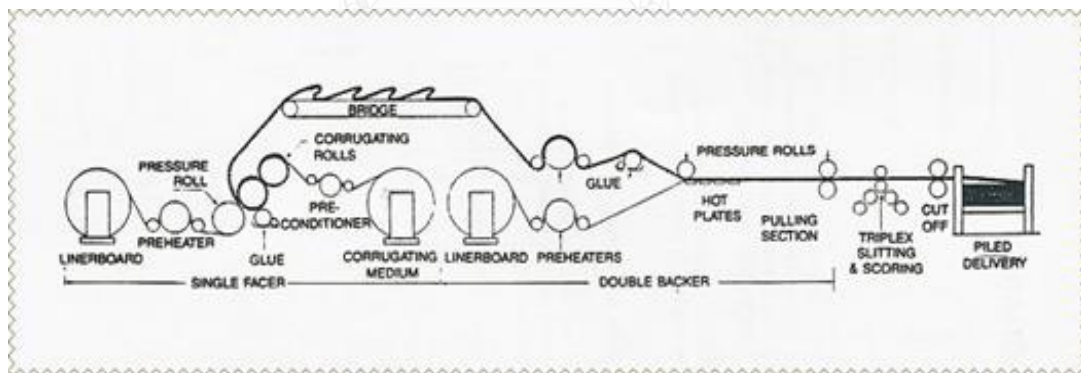 BRIDGE
CORRUGATING
ROLLS
PRESSURE
ROLL
PRE-
CONDITIONER
PREHEATER
LINERBOARD
GLUE
CORRUGATING
MEDIUM
LINERBOARD
PREHEATERS
GLUE
PRESSURE ROLLS
HOT
PLATES
PULLING
SECTION
TRIPLEX
SLITTING
& SCORING
CUT
OFF
PILED
DELIVERY
SINGLE FACER
DOUBLE BACKER